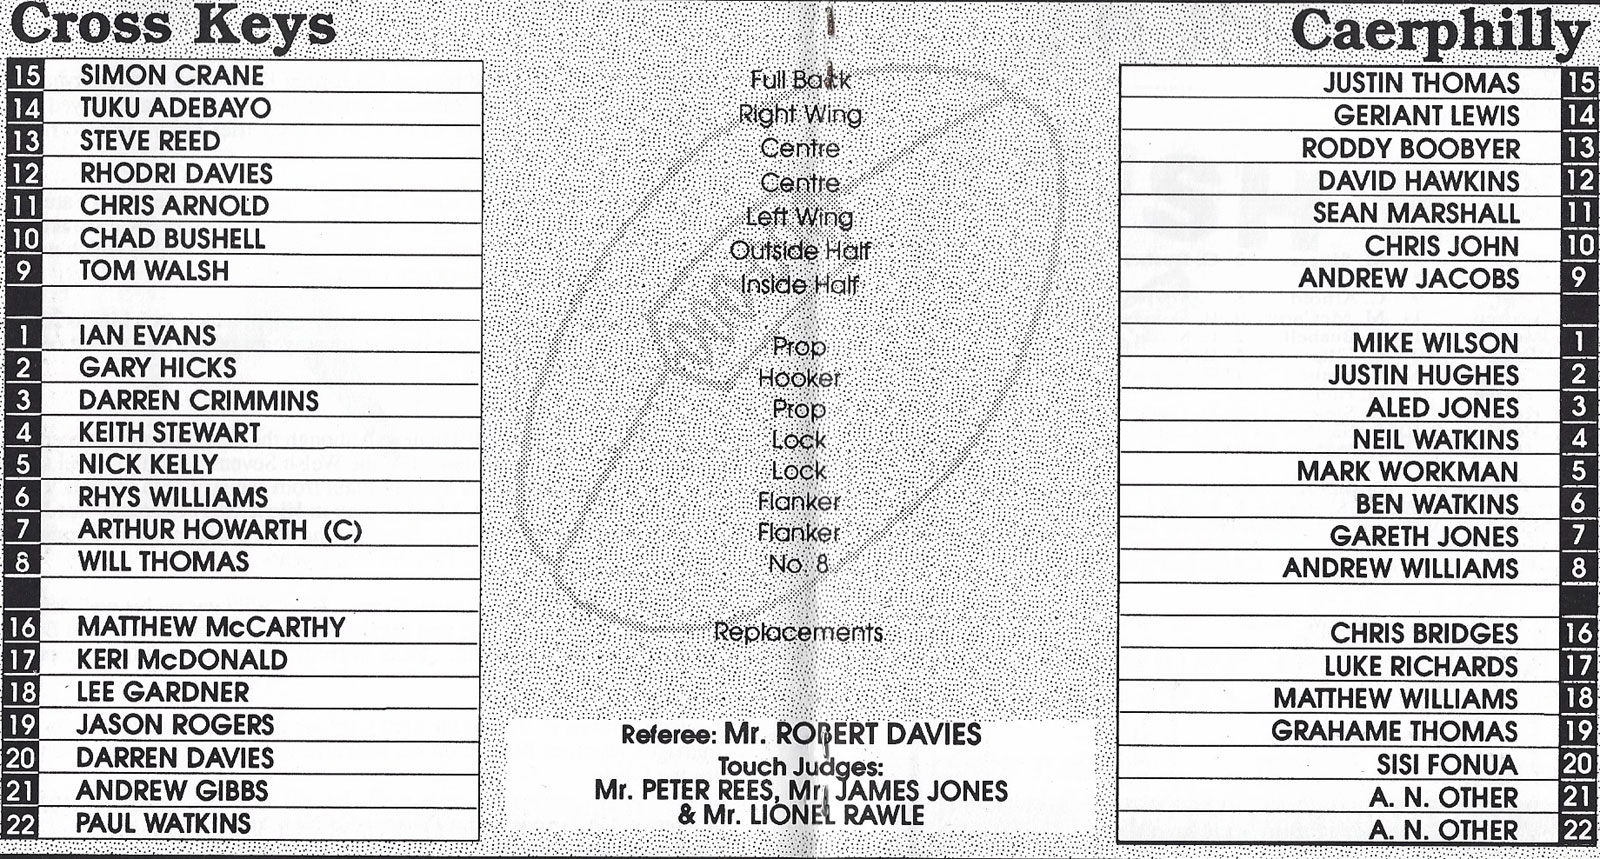 Cross Keys
15 SIMON CRANE
14 TUKU ADEBAYO
13 STEVE REED
12 RHODRI DAVIES
11 CHRIS ARNOLD
10 CHAD BUSHELL
9 TOM WALSH
1 IAN EVANS
2 GARY HICKS
3 DARREN CRIMMINS
4 KEITH STEWART
5 NICK KELLY
6 RHYS WILLIAMS
7 ARTHUR HOWARTH (C)
8 WILL THOMAS
16 MATTHEW McCARTHY
17 KERI McDONALD
18 LEE GARDNER
19 JASON ROGERS
20 DARREN DAVIES
21 ANDREW GIBBS
22 PAUL WATKINS
Full Back
Right Wing
Centre
Centre
Left Wing
Outside Half
Inside Half
Prop
Hooker
Prop
Lock
Lock
Flanker
Flanker
No. 8
Replacements
Referee: Mr. ROBERT DAVIES
Touch Judges:
Mr. PETER REES, Mr. JAMES JONES
& Mr. LIONEL RAWLE
Caerphilly
JUSTIN THOMAS 15
GERIANT LEWIS 14
RODDY BOOBYER 13
DAVID HAWKINS 12
SEAN MARSHALL 11
CHRIS JOHN 10
ANDREW JACOBS 9
MIKE WILSON 1
JUSTIN HUGHES 2
ALED JONES 3
NEIL WATKINS 4
MARK WORKMAN 5
BEN WATKINS 6
GARETH JONES 7
ANDREW WILLIAMS 8
CHRIS BRIDGES 16
LUKE RICHARDS 17
MATTHEW WILLIAMS 18
GRAHAME THOMAS 19
SISI FONUA 20
A. N. OTHER 21
A. N. OTHER 22